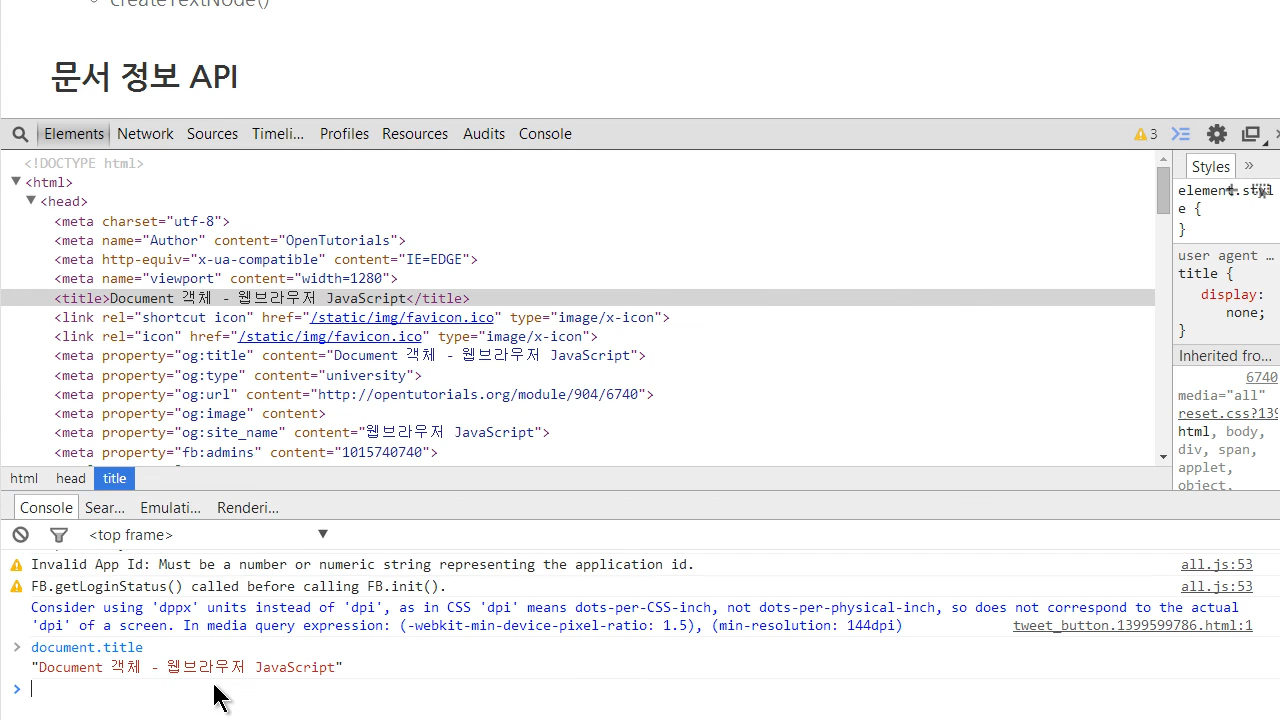 createTextNode()
문서 정보 API
Elements Network Sources Timeli... Profiles Resources Audits Console 3
<!DOCTYPE html>
<html>
<head>
<meta charset="utf-8">
<meta name="Author" content="OpenTutorials">
<meta http-equiv="x-ua-compatible" content="IE=EDGE">
<meta name="viewport" content="width=1280">
<title>Document 객체 - 웹브라우저 JavaScript</title>
<link rel="shortcut icon" href="/static/img/favicon.ico" type="image/x-icon">
<link rel="icon" href="/static/img/favicon.ico" type="image/x-icon">
<meta property="og:title" content="Document 객체 - 웹브라우저 JavaScript">
<meta property="og:type" content="university">
<meta property="og:url" content="http://opentutorials.org/module/904/6740">
<meta property="og:image" content>
<meta property="og:site_name" content="웹브라우저 JavaScript">
<meta property="fb:admins" content="1015740740">
Styles »
element.styl
e {
}
user agent …
title {
display:
none;
}
Inherited fro...
6740
media="all"
reset.css?139
html, body,
div, span,
applet,
object,
html head title
Console Sear... Emulati... Renderi...
<top frame>
Invalid App Id: Must be a number or numeric string representing the application id. all.js:53
FB.getLoginStatus() called before calling FB.init(). all.js:53
Consider using 'dppx' units instead of 'dpi', as in CSS 'dpi' means dots-per-CSS-inch, not dots-per-physical-inch, so does not correspond to the actual
'dpi' of a screen. In media query expression: (-webkit-min-device-pixel-ratio: 1.5), (min-resolution: 144dpi) tweet_button.1399599786.html:1
> document.title
"Document 객체 - 웹브라우저 JavaScript"
>